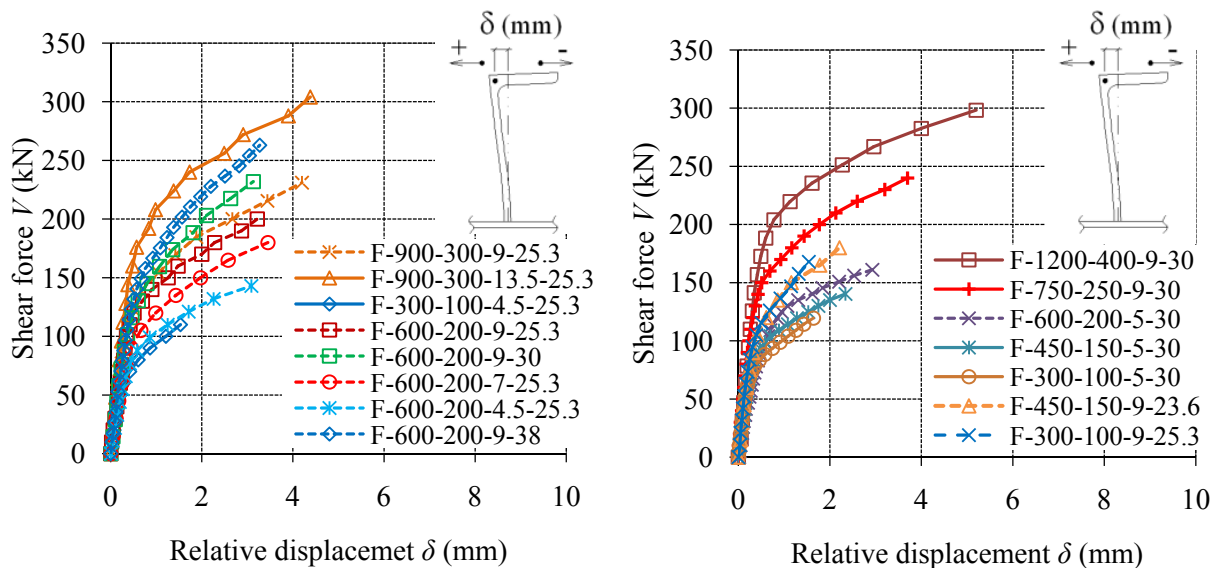 δ (mm)
+ -
350
300
250
200
150
100
50
0
Shear force V (kN)
0 2 4 6 8 10
Relative displacemet δ (mm)
F-900-300-9-25.3
F-900-300-13.5-25.3
F-300-100-4.5-25.3
F-600-200-9-25.3
F-600-200-9-30
F-600-200-7-25.3
F-600-200-4.5-25.3
F-600-200-9-38
δ (mm)
+ -
350
300
250
200
150
100
50
0
Shear force V (kN)
0 2 4 6 8 10
Relative displacement δ (mm)
F-1200-400-9-30
F-750-250-9-30
F-600-200-5-30
F-450-150-5-30
F-300-100-5-30
F-450-150-9-23.6
F-300-100-9-25.3